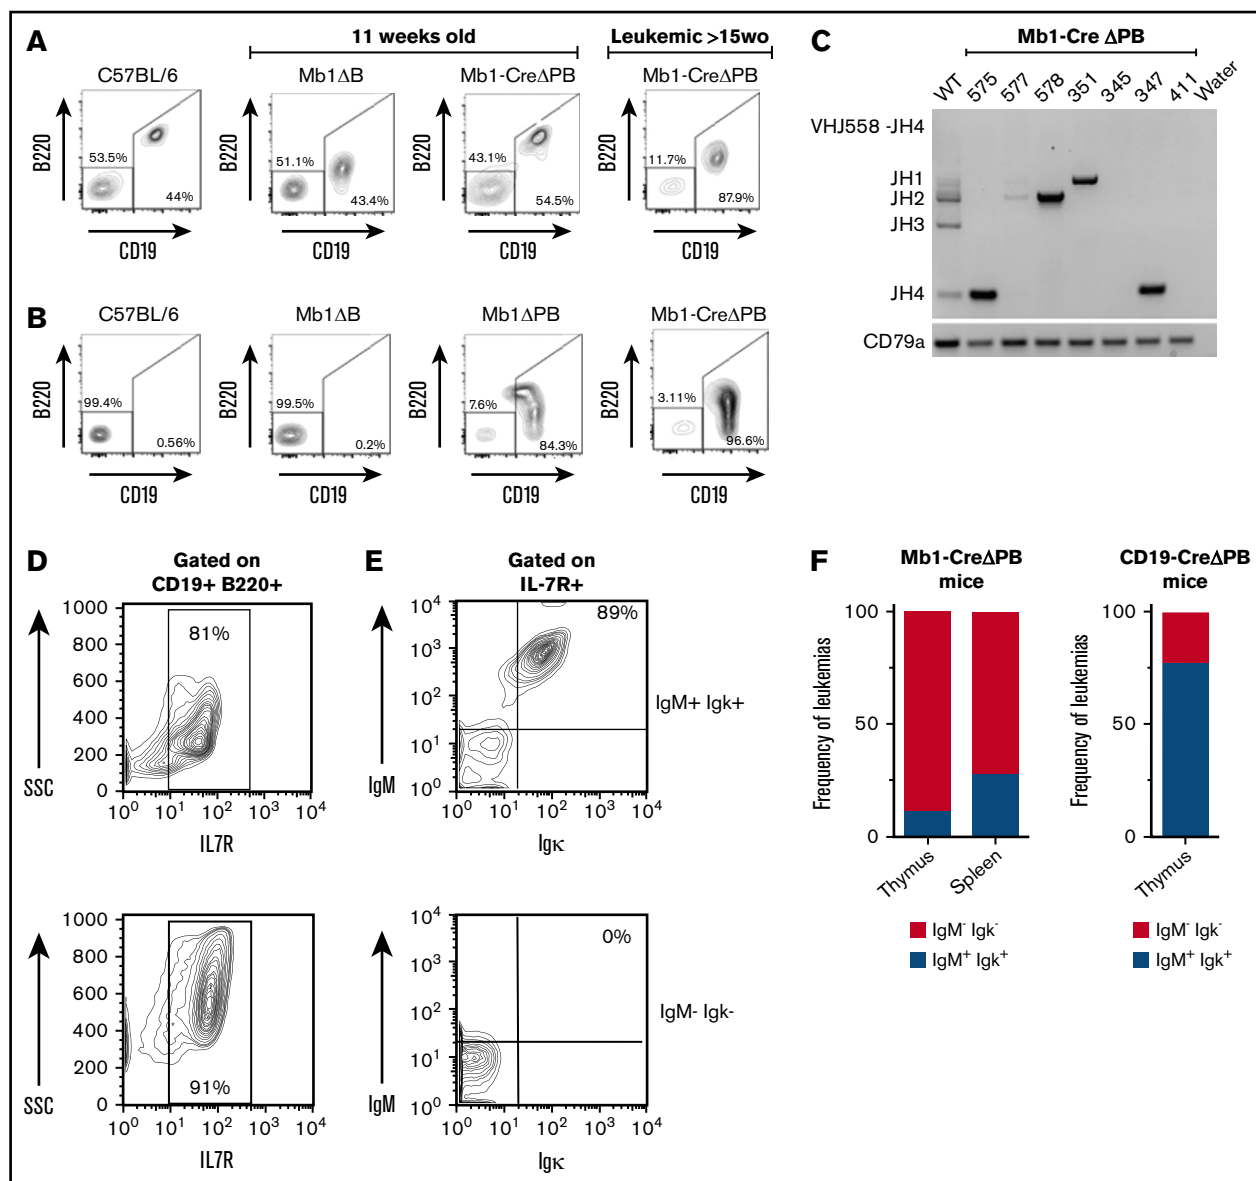 A
11 weeks old
Leukemic >15wo
C57BL/6
Mb1ΔB
Mb1-CreΔPB
Mb1-CreΔPB
B220
53.5%
44%
CD19
B220
51.1%
43.4%
CD19
B220
43.1%
54.5%
CD19
B220
11.7%
87.9%
CD19
B
C57BL/6
Mb1ΔB
Mb1ΔPB
Mb1-CreΔPB
B220
99.4%
0.56%
CD19
B220
99.5%
0.2%
CD19
B220
7.6%
84.3%
CD19
B220
3.11%
96.6%
CD19
C
Mb1-Cre ΔPB
WT 575 577 578 351 345 347 411 Water
VHJ558 -JH4
JH1
JH2
JH3
JH4
CD79a
D
Gated on
CD19+ B220+
1000
800
600
400
200
0
SSC
81%
10⁰ 10¹ 10² 10³ 10⁴
IL7R
1000
800
600
400
200
0
SSC
91%
10⁰ 10¹ 10² 10³ 10⁴
IL7R
E
Gated on
IL-7R+
10⁴
10³
10²
10¹
10⁰
IgM
89%
IgM+ Igk+
10⁰ 10¹ 10² 10³ 10⁴
Igκ
10⁴
10³
10²
10¹
10⁰
IgM
0%
IgM- Igk-
10⁰ 10¹ 10² 10³ 10⁴
Igκ
F
Mb1-CreΔPB
mice
Frequency of leukemias
100
50
0
Thymus
Spleen
IgM⁻ Igk⁻
IgM⁺ Igk⁺
CD19-CreΔPB
mice
Frequency of leukemias
100
50
0
Thymus
IgM⁻ Igk⁻
IgM⁺ Igk⁺